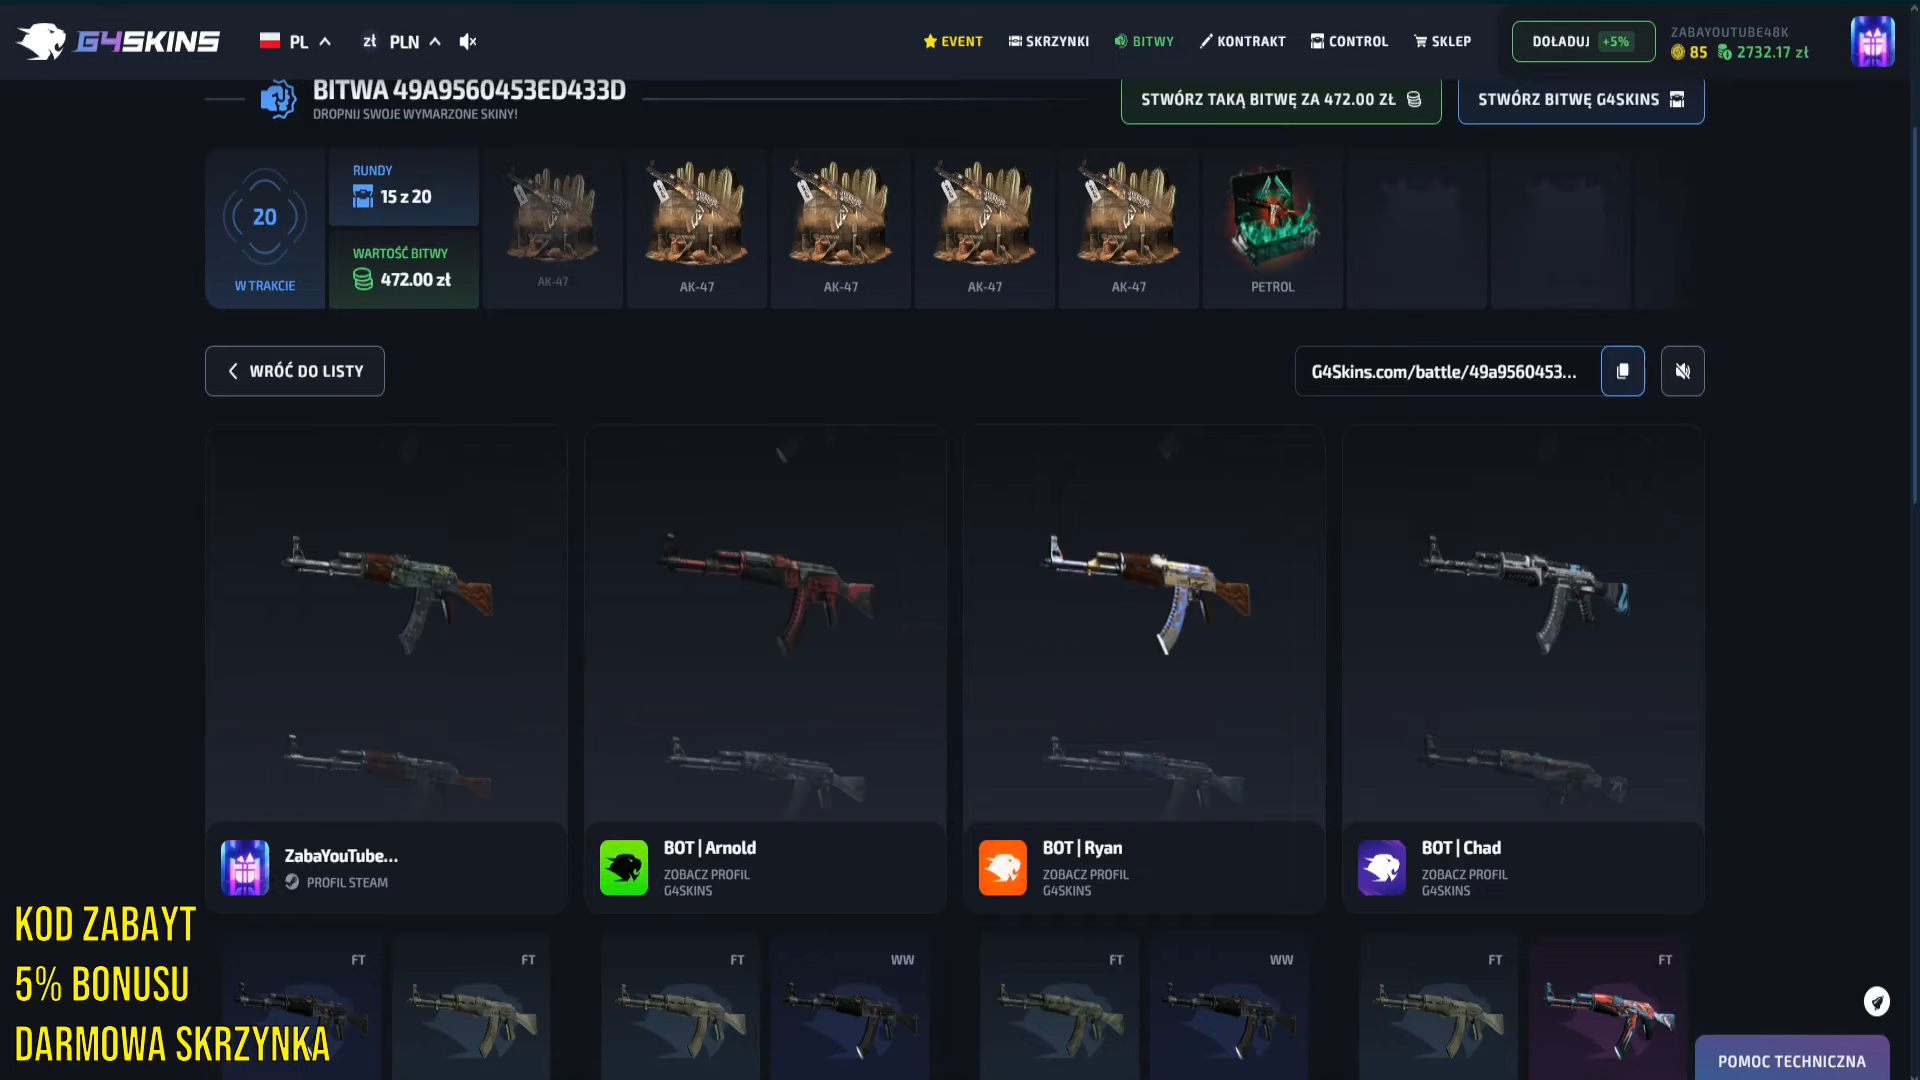 G4SKINS
PL
zł PLN
EVENT
SKRZYNKI
BITWY
KONTRAKT
CONTROL
SKLEP
DOŁADUJ +5%
ZABAYOUTUBE48K
85 2732.17 zł
BITWA 49A9560453ED433D
DROPNIJ SWOJE WYMARZONE SKINY!
STWÓRZ TAKĄ BITWĘ ZA 472.00 ZŁ
STWÓRZ BITWĘ G4SKINS
20
W TRAKCIE
RUNDY
15 z 20
WARTOŚĆ BITWY
472.00 zł
AK-47
AK-47
AK-47
AK-47
AK-47
PETROL
WRÓĆ DO LISTY
G4Skins.com/battle/49a9560453...
ZabaYouTube...
PROFIL STEAM
BOT | Arnold
ZOBACZ PROFIL
G4SKINS
BOT | Ryan
ZOBACZ PROFIL
G4SKINS
BOT | Chad
ZOBACZ PROFIL
G4SKINS
FT
FT
FT
WW
FT
WW
FT
FT
KOD ZABAYT
5% BONUSU
DARMOWA SKRZYNKA
POMOC TECHNICZNA